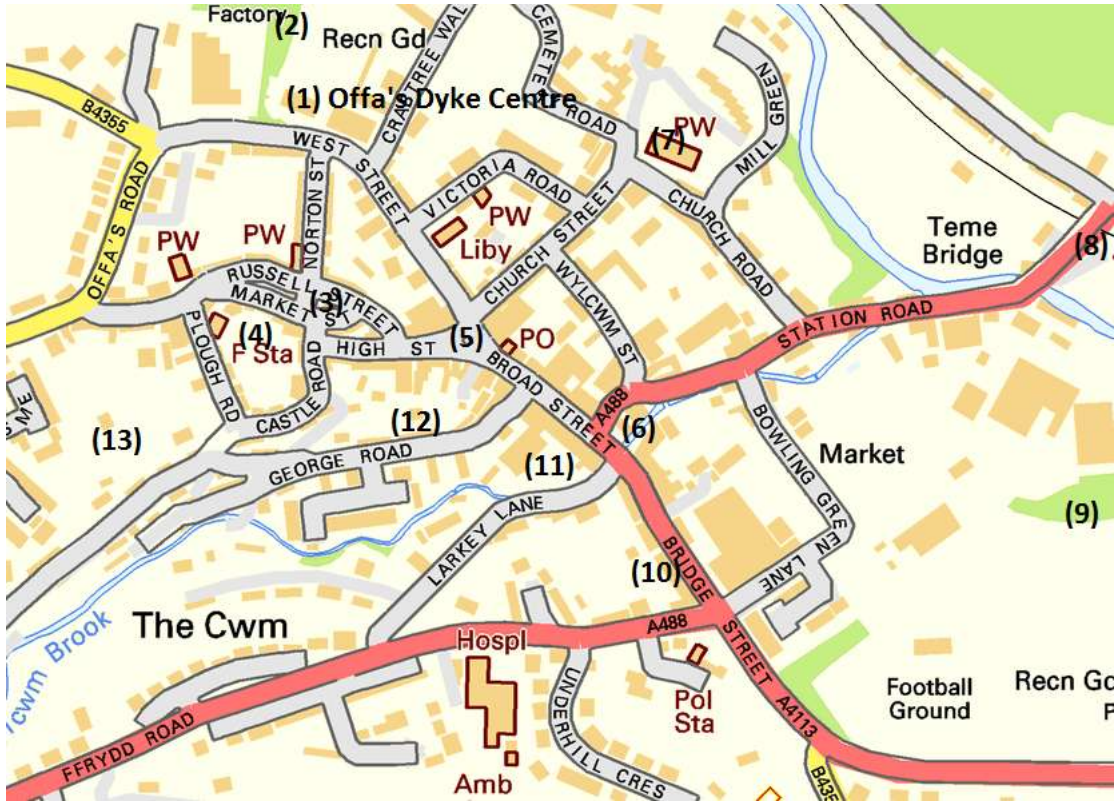 Factory
(2)
Recn Gd
CRABTREE WAL
CEMETE
ROAD
(1) Offa's Dyke Centre
B4355
WEST STREET
(7)
PW
MILL GREEN
OFFA'S ROAD
NORTON ST
VICTORIA ROAD
PW
Liby
CHURCH STREET
CHURCH ROAD
Teme
Bridge
(8)
PW
PW
RUSSELL STREET
MARKET S
(3)
WYLCWM ST
STATION ROAD
PLOUGH RD
(4)
F Sta
CASTLE ROAD
HIGH ST
(5)
PO
BROAD STREET
A488
(6)
ME
(13)
(12)
GEORGE ROAD
(11)
BOWLING GREEN
LANE
Market
(9)
LARKEY LANE
(10)
BRIDGE
STREET
A4113
The Cwm
cwm Brook
Hospl
A488
Pol
Sta
Football
Ground
Recn Gd
P
FFRYDD ROAD
UNDERHILL CRES
Amb